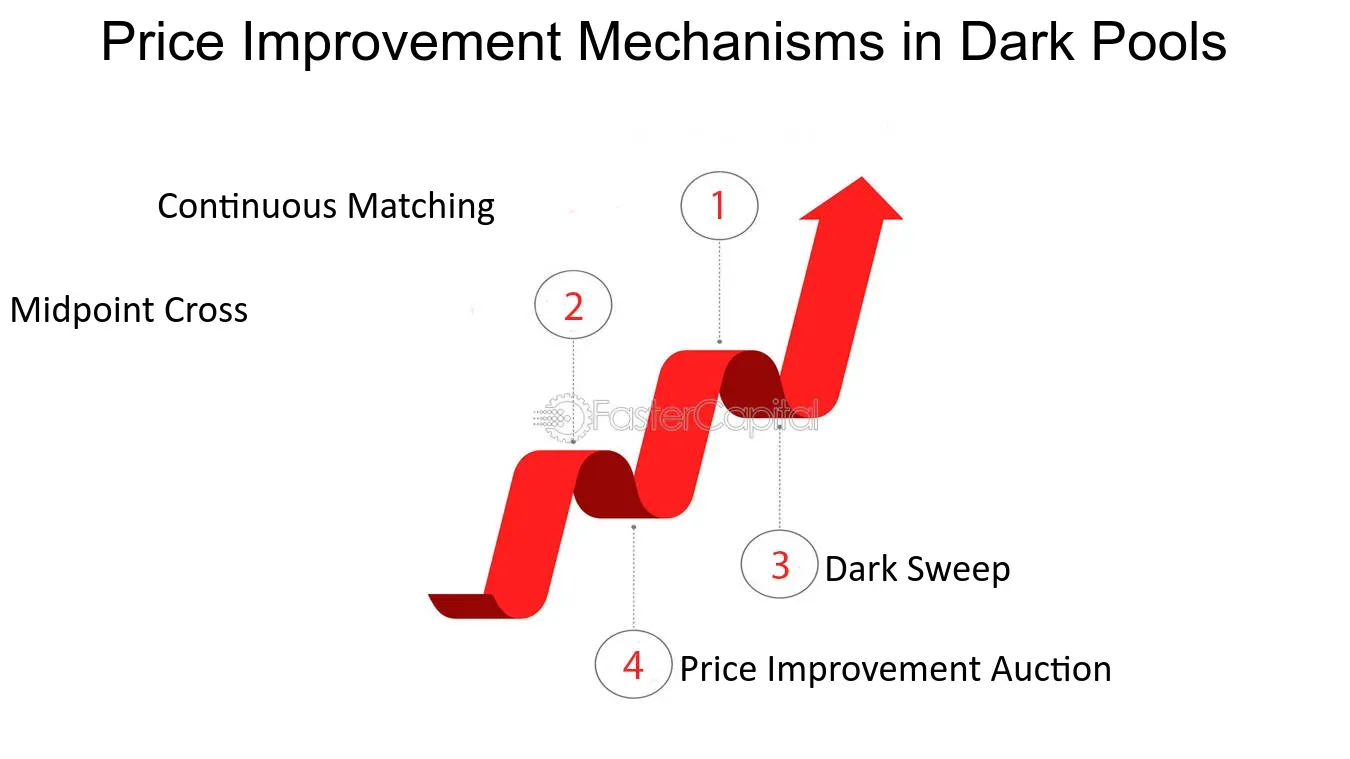 Price Improvement Mechanisms in Dark Pools
Continuous Matching
1
Midpoint Cross
2
FasterCapital
3
Dark Sweep
4
Price Improvement Auction